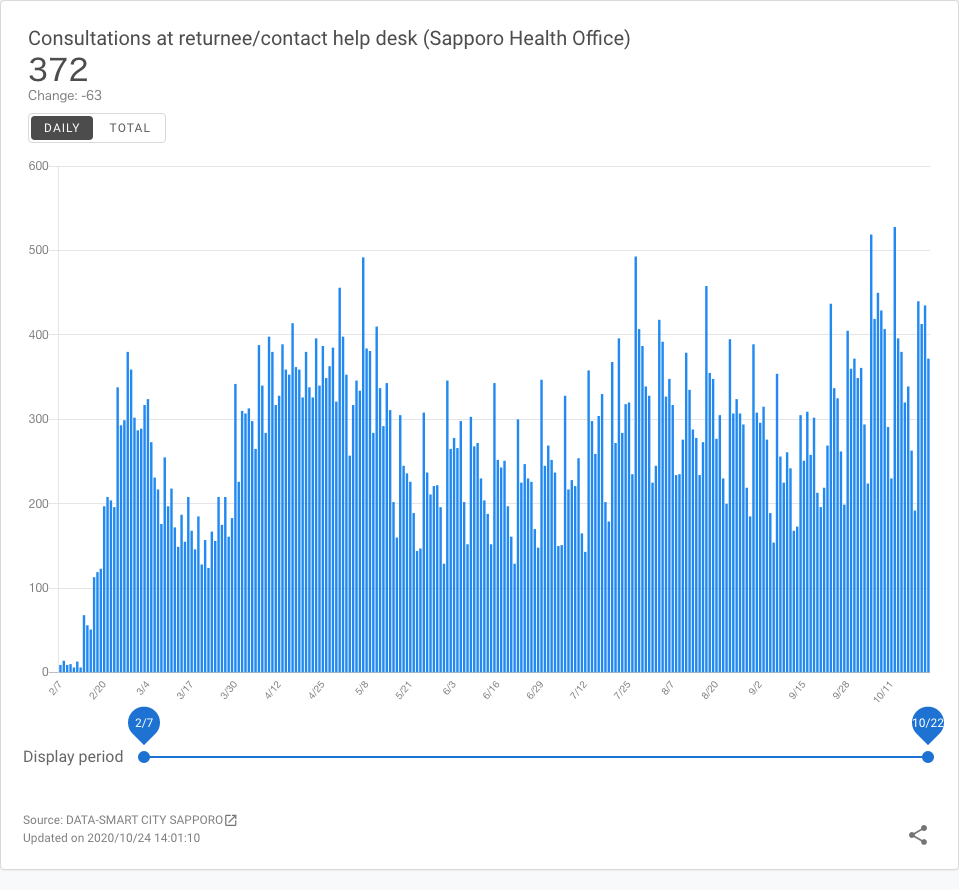 Consultations at returnee/contact help desk (Sapporo Health Office)
372
Change: -63
DAILY TOTAL
600
500
400
300
200
100
0
2/7 2/20 3/4 3/17 3/30 4/12 4/25 5/8 5/21 6/3 6/16 6/29 7/12 7/25 8/7 8/20 9/2 9/15 9/28 10/11
2/7 10/22
Display period
Source: DATA-SMART CITY SAPPORO
Updated on 2020/10/24 14:01:10